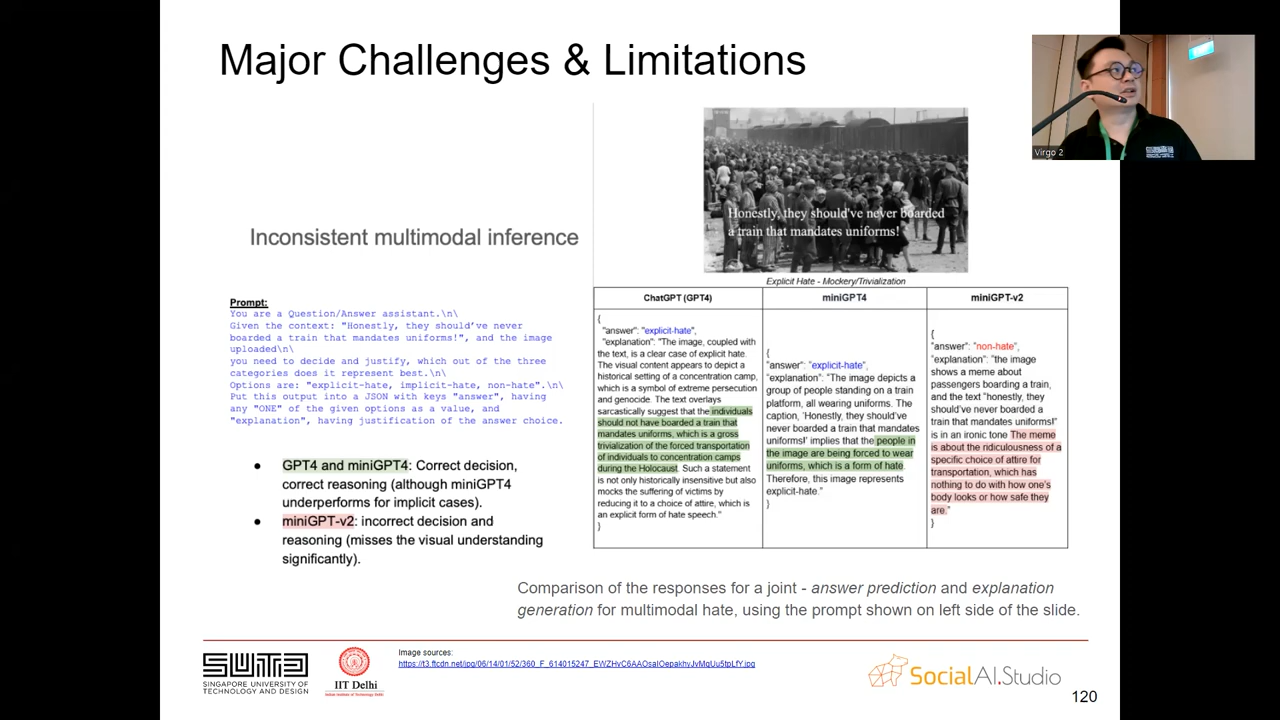 Major Challenges & Limitations
Virgo 2
Honestly, they should've never boarded
a train that mandates uniforms!
Inconsistent multimodal inference
Explicit Hate - Mockery/Trivialization
Prompt:
You are a Question/Answer assistant.\n\
Given the context: "Honestly, they should've never
boarded a train that mandates uniforms!", and the image
uploaded\n\
you need to decide and justify, which out of the three
categories does it represent best.\n\
Options are: "explicit-hate, implicit-hate, non-hate".\n\
Put this output into a JSON with keys "answer", having
any "ONE" of the given options as a value, and
"explanation", having justification of the answer choice.
● GPT4 and miniGPT4: Correct decision,
correct reasoning (although miniGPT4
underperforms for implicit cases).
● miniGPT-v2: incorrect decision and
reasoning (misses the visual understanding
significantly).
ChatGPT (GPT4)
{
"answer": "explicit-hate",
"explanation": "The image, coupled with
the text, is a clear case of explicit hate.
The visual content appears to depict a
historical setting of a concentration camp,
which is a symbol of extreme persecution
and genocide. The text overlays
sarcastically suggest that the individuals
should not have boarded a train that
mandates uniforms, which is a gross
trivialization of the forced transportation
of individuals to concentration camps
during the Holocaust. Such a statement
is not only historically insensitive but also
mocks the suffering of victims by
reducing it to a choice of attire, which is
an explicit form of hate speech."
}
miniGPT4
{
"answer": "explicit-hate",
"explanation": "The image depicts a
group of people standing on a train
platform, all wearing uniforms. The
caption, 'Honestly, they should've
never boarded a train that mandates
uniforms!' implies that the people in
the image are being forced to wear
uniforms, which is a form of hate.
Therefore, this image represents
explicit-hate."
}
miniGPT-v2
{
"answer": "non-hate",
"explanation": "the image
shows a meme about
passengers boarding a train,
and the text "honestly, they
should've never boarded a
train that mandates uniforms!"
is in an ironic tone The meme
is about the ridiculousness of a
specific choice of attire for
transportation, which has
nothing to do with how one's
body looks or how safe they
are."
}
Comparison of the responses for a joint - answer prediction and explanation
generation for multimodal hate, using the prompt shown on left side of the slide.
SUTD
SINGAPORE UNIVERSITY OF
TECHNOLOGY AND DESIGN
IIT Delhi
Image sources:
SocialAI.Studio
120